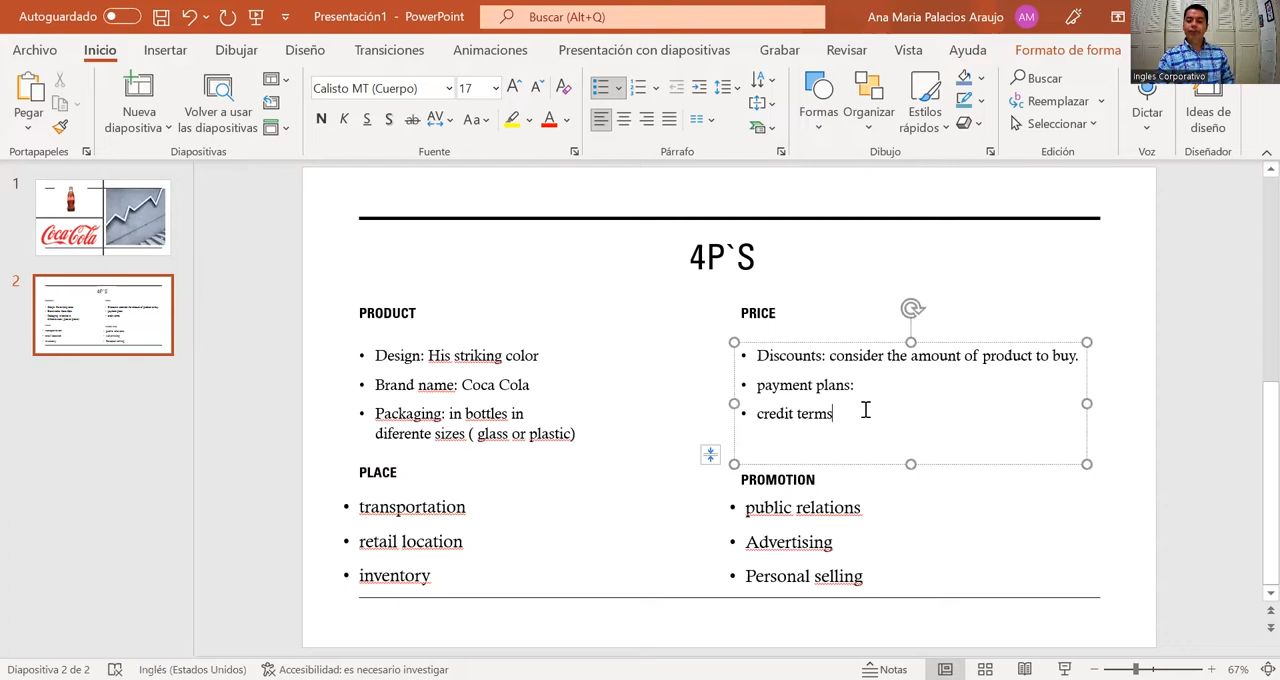 Autoguardado
Presentación1 - PowerPoint
Buscar (Alt+Q)
Ana Maria Palacios Araujo
AM
Archivo
Inicio
Insertar
Dibujar
Diseño
Transiciones
Animaciones
Presentación con diapositivas
Grabar
Revisar
Vista
Ayuda
Formato de forma
Ingles Corporativo
Pegar
Nueva
diapositiva
Volver a usar
las diapositivas
Calisto MT (Cuerpo)
17
N
K
S
S
ab
AV
Aa
A
Formas
Organizar
Estilos
rápidos
Buscar
Reemplazar
Seleccionar
Dictar
Ideas de
diseño
Portapapeles
Diapositivas
Fuente
Párrafo
Dibujo
Edición
Voz
Diseñador
1
Coca-Cola
2
4P`S
PRODUCT
• Design: His striking color
• Brand name: Coca Cola
• Packaging: in bottles in
diferente sizes ( glass or plastic)
PRICE
• Discounts: consider the amount of product to buy.
• payment plans:
• credit terms
PLACE
• transportation
• retail location
• inventory
PROMOTION
• public relations
• Advertising
• Personal selling
Diapositiva 2 de 2
Inglés (Estados Unidos)
Accesibilidad: es necesario investigar
Notas
67%